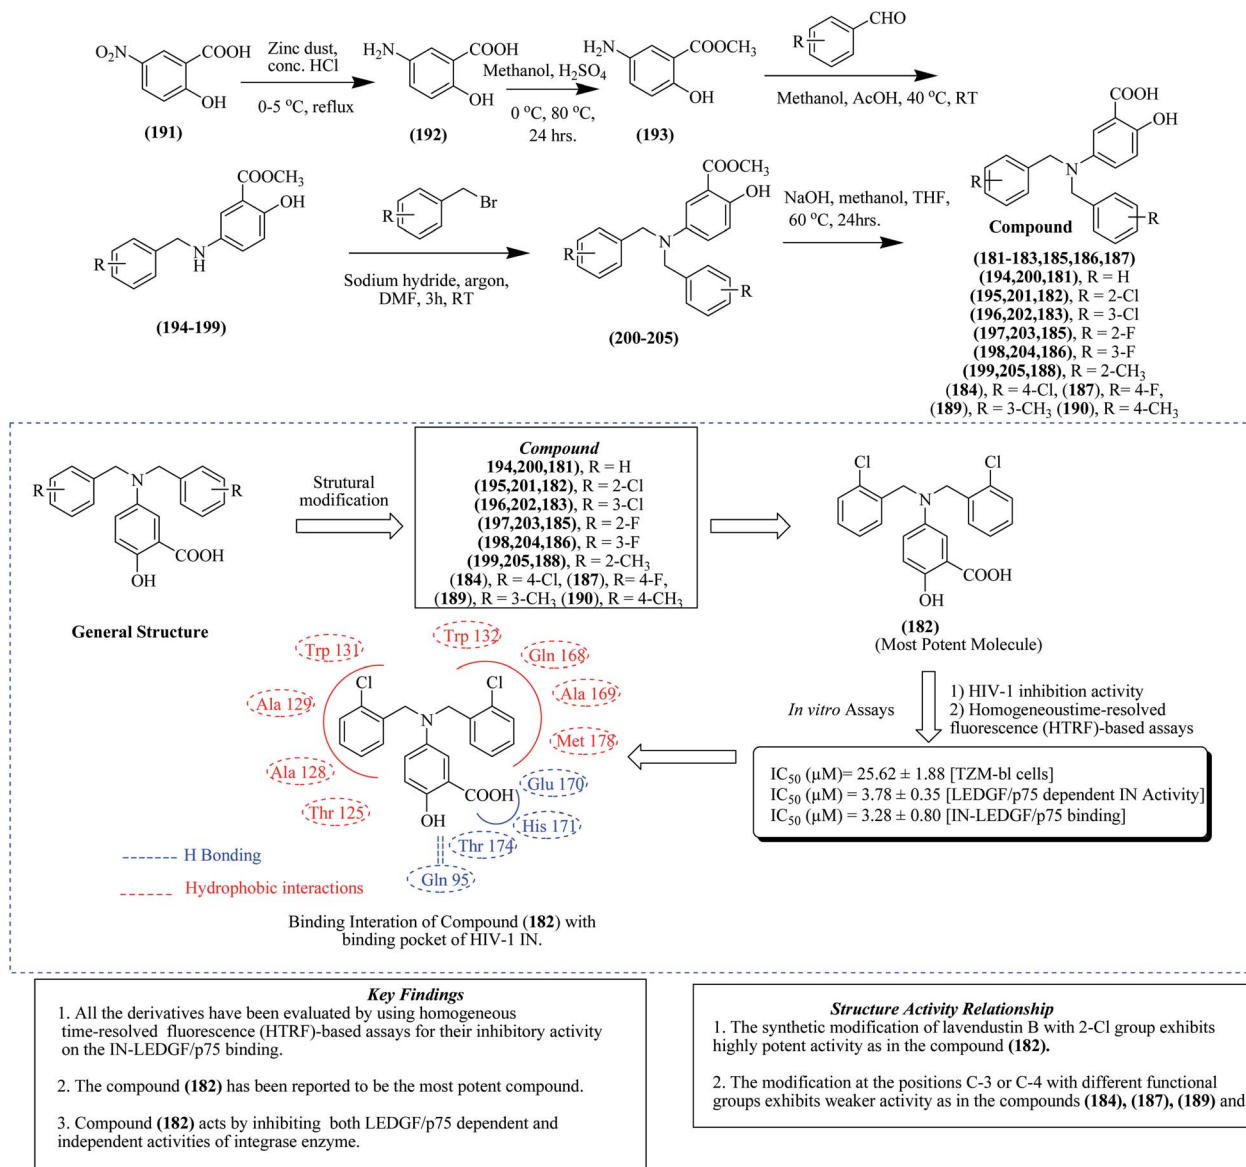 O₂N
COOH
OH
(191)
Zinc dust,
conc. HCl
0-5 °C, reflux
H₂N
COOH
OH
(192)
Methanol, H₂SO₄
0 °C, 80 °C,
24 hrs.
H₂N
COOCH₃
OH
(193)
R
CHO
Methanol, AcOH, 40 °C, RT
COOCH₃
OH
N
H
R
(194-199)
R
Br
Sodium hydride, argon,
DMF, 3h, RT
COOCH₃
OH
N
R
R
(200-205)
NaOH, methanol, THF,
60 °C, 24hrs.
COOH
OH
N
R
R
Compound
(181-183,185,186,187)
(194,200,181), R = H
(195,201,182), R = 2-Cl
(196,202,183), R = 3-Cl
(197,203,185), R = 2-F
(198,204,186), R = 3-F
(199,205,188), R = 2-CH₃
(184), R = 4-Cl, (187), R= 4-F,
(189), R = 3-CH₃ (190), R = 4-CH₃
R
N
R
COOH
OH
General Structure
Strutural
modification
Compound
194,200,181), R = H
(195,201,182), R = 2-Cl
(196,202,183), R = 3-Cl
(197,203,185), R = 2-F
(198,204,186), R = 3-F
(199,205,188), R = 2-CH₃
(184), R = 4-Cl, (187), R= 4-F,
(189), R = 3-CH₃ (190), R = 4-CH₃
Cl
Cl
N
COOH
OH
(182)
(Most Potent Molecule)
In vitro Assays
1) HIV-1 inhibition activity
2) Homogeneoustime-resolved
fluorescence (HTRF)-based assays
IC₅₀ (µM)= 25.62 ± 1.88 [TZM-bl cells]
IC₅₀ (µM) = 3.78 ± 0.35 [LEDGF/p75 dependent IN Activity]
IC₅₀ (µM) = 3.28 ± 0.80 [IN-LEDGF/p75 binding]
Trp 131
Trp 132
Gln 168
Ala 129
Ala 169
Cl
Cl
N
Met 178
Ala 128
Thr 125
COOH
OH
Glu 170
His 171
Thr 174
Gln 95
H Bonding
Hydrophobic interactions
Binding Interation of Compound (182) with
binding pocket of HIV-1 IN.
Key Findings
1. All the derivatives have been evaluated by using homogeneous
time-resolved fluorescence (HTRF)-based assays for their inhibitory activity
on the IN-LEDGF/p75 binding.
2. The compound (182) has been reported to be the most potent compound.
3. Compound (182) acts by inhibiting both LEDGF/p75 dependent and
independent activities of integrase enzyme.
Structure Activity Relationship
1. The synthetic modification of lavendustin B with 2-Cl group exhibits
highly potent activity as in the compound (182).
2. The modification at the positions C-3 or C-4 with different functional
groups exhibits weaker activity as in the compounds (184), (187), (189) and